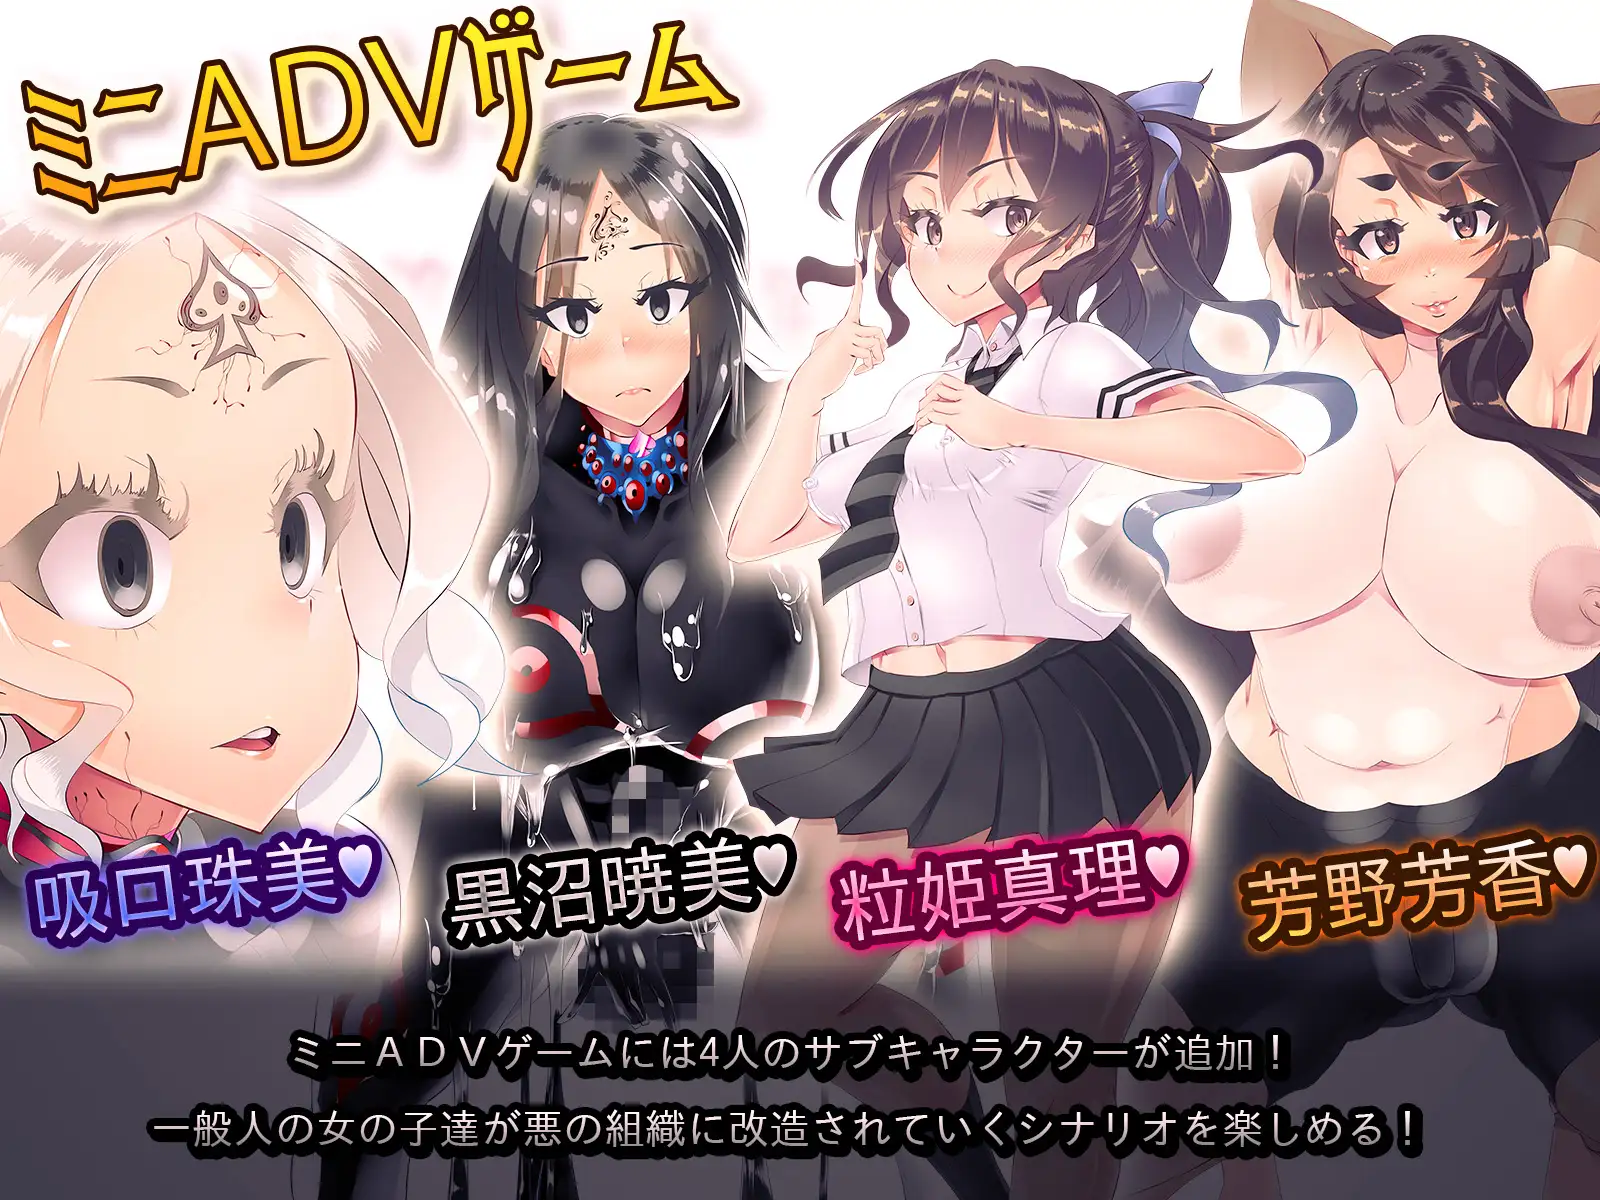 ミニADVゲーム
吸口珠美♥
黒沼暁美♥
粒姫真理♥
芳野芳香♥
ミニＡＤＶゲームには4人のサブキャラクターが追加！
一般人の女の子達が悪の組織に改造されていくシナリオを楽しめる！